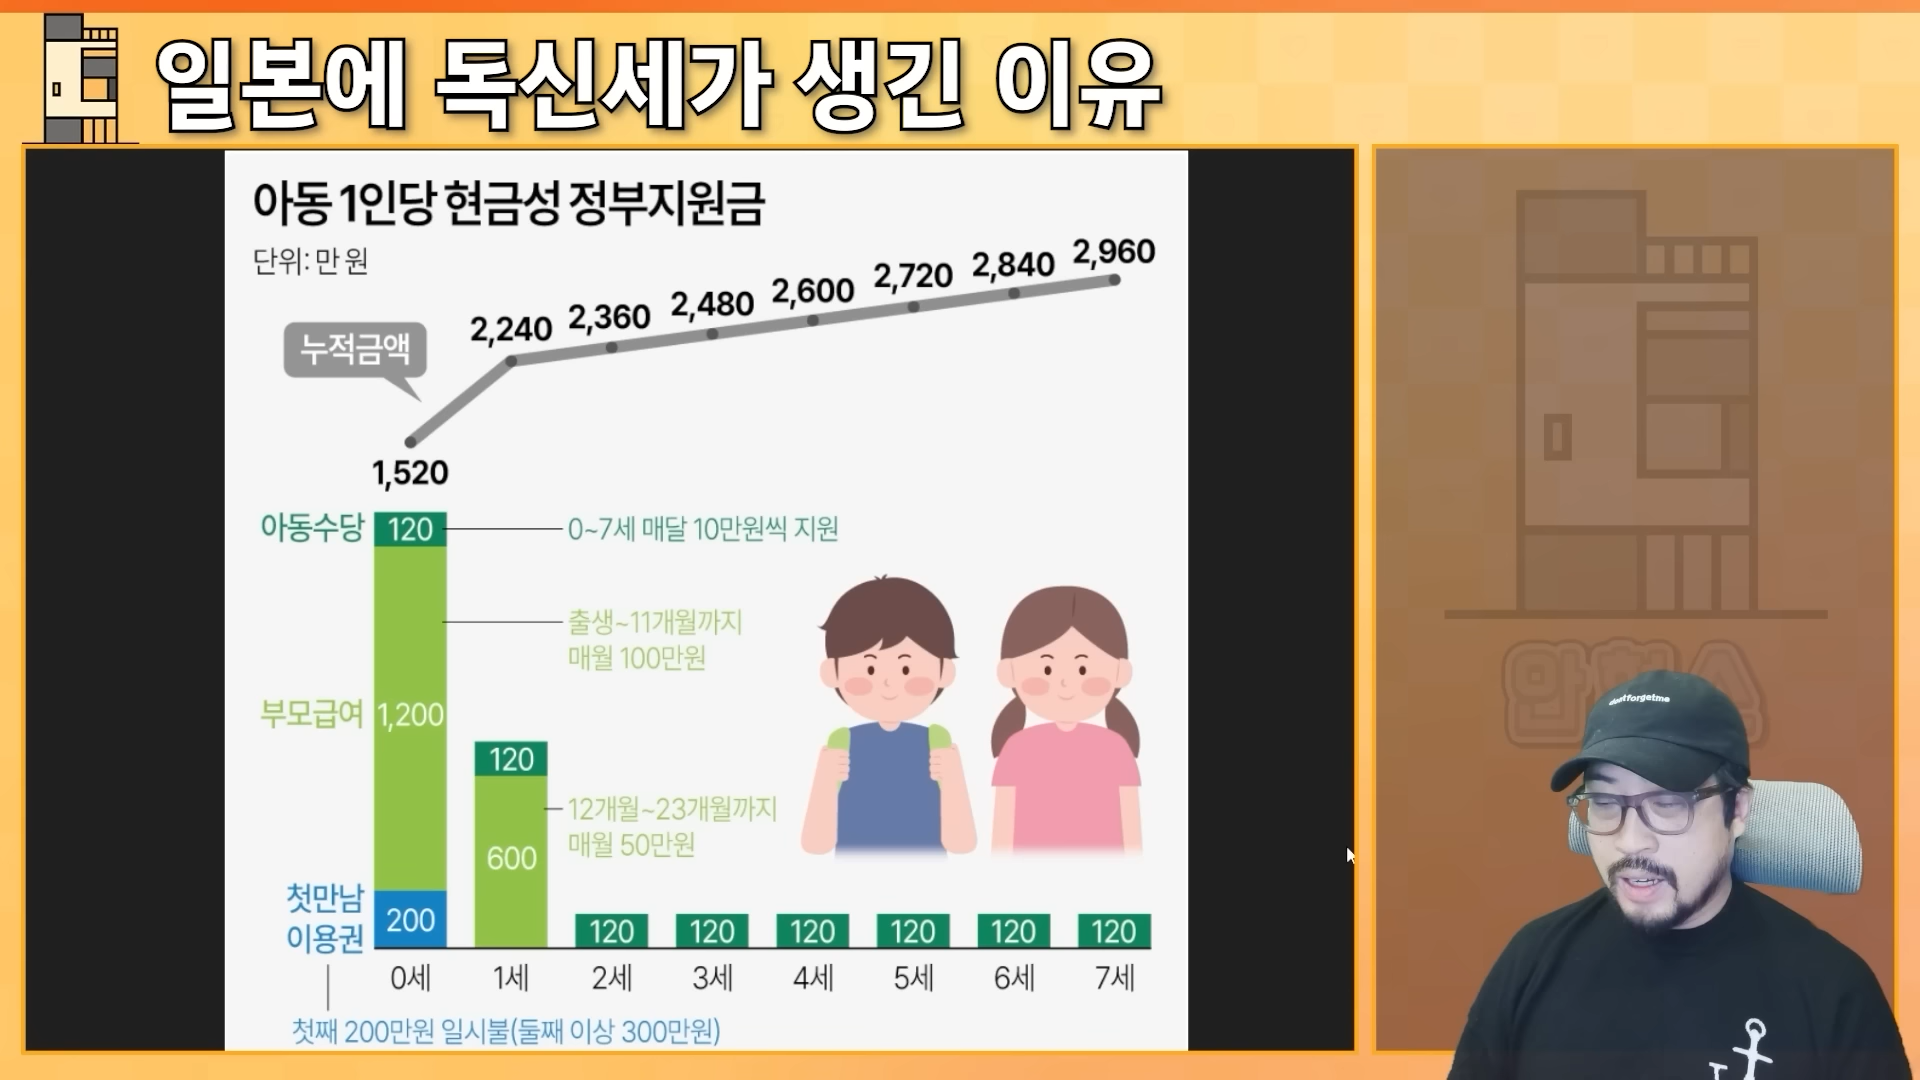 일본에 독신세가 생긴 이유
아동 1인당 현금성 정부지원금
단위: 만 원
누적금액
1,520
2,240
2,360
2,480
2,600
2,720
2,840
2,960
아동수당
120
0~7세 매달 10만원씩 지원
출생~11개월까지
매월 100만원
부모급여
1,200
120
12개월~23개월까지
매월 50만원
600
첫만남
이용권
200
120
120
120
120
120
120
0세
1세
2세
3세
4세
5세
6세
7세
첫째 200만원 일시불(둘째 이상 300만원)
dontforgetme